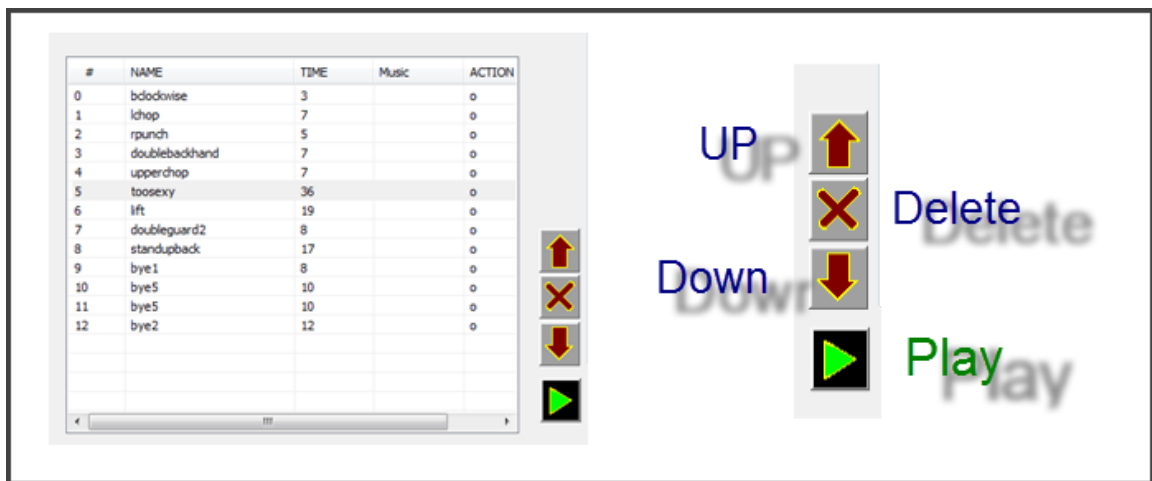 # NAME TIME Music ACTION
0 bclockwise 3 o
1 lchop 7 o
2 rpunch 5 o
3 doublebackhand 7 o
4 upperchop 7 o
5 toosexy 36 o
6 lift 19 o
7 doubleguard2 8 o
8 standupback 17 o
9 bye1 8 o
10 bye5 10 o
11 bye5 10 o
12 bye2 12 o
UP
Delete
Down
Play